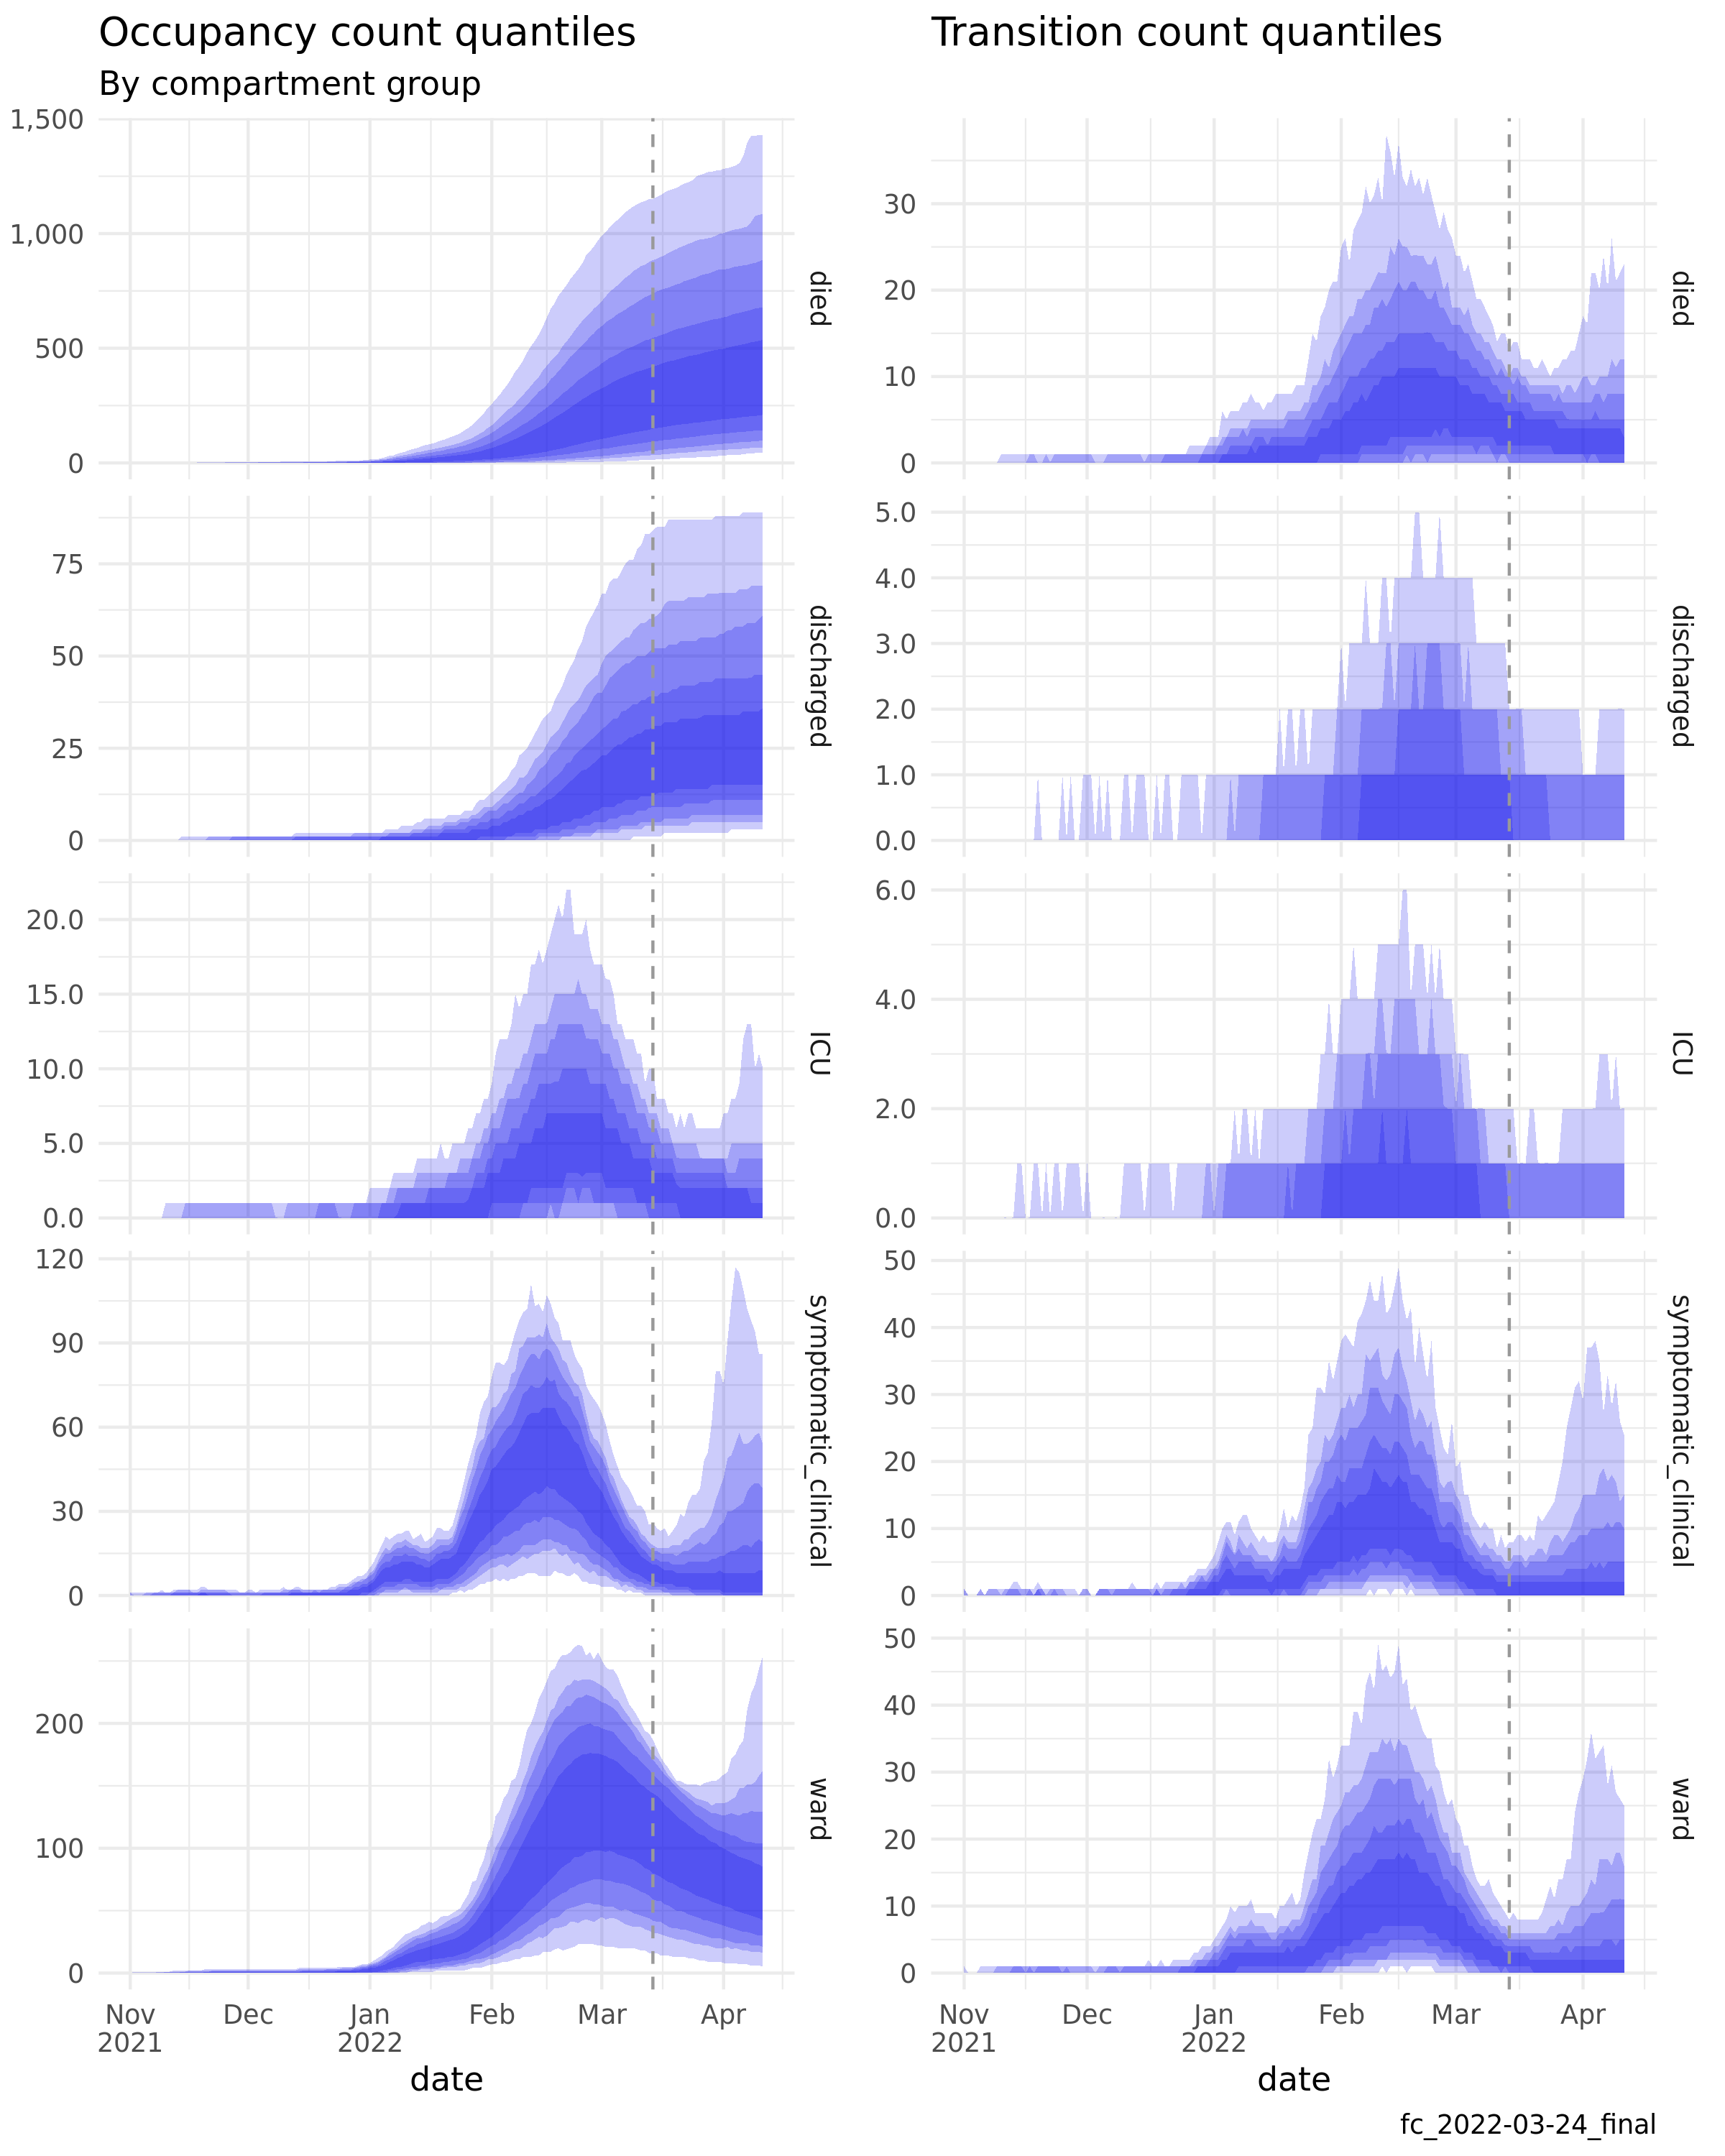 Occupancy count quantiles
By compartment group
1,500
1,000
500
0
died
75
50
25
0
discharged
20.0
15.0
10.0
5.0
0.0
ICU
120
90
60
30
0
symptomatic_clinical
200
100
0
ward
Nov Dec Jan Feb Mar Apr
2021 2022
date
Transition count quantiles
30
20
10
0
died
5.0
4.0
3.0
2.0
1.0
0.0
discharged
6.0
4.0
2.0
0.0
ICU
50
40
30
20
10
0
symptomatic_clinical
50
40
30
20
10
0
ward
Nov Dec Jan Feb Mar Apr
2021 2022
date
fc_2022-03-24_final